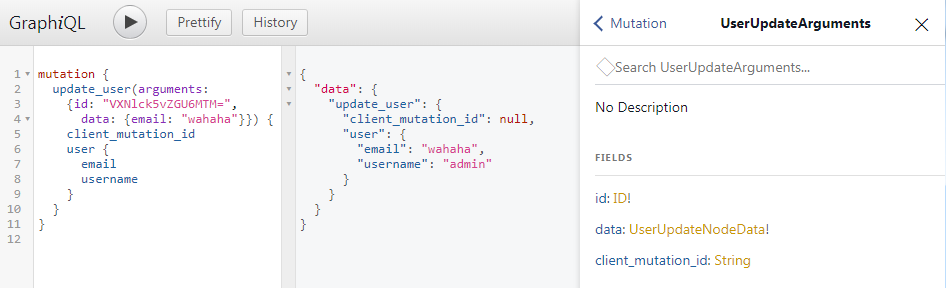 GraphiQL
Prettify
History
1 mutation {
2 update_user(arguments:
3 {id: "VXNlck5vZGU6MTM=",
4 data: {email: "wahaha"}}) {
5 client_mutation_id
6 user {
7 email
8 username
9 }
10 }
11 }
12
{
"data": {
"update_user": {
"client_mutation_id": null,
"user": {
"email": "wahaha",
"username": "admin"
}
}
}
}
Mutation
UserUpdateArguments
Search UserUpdateArguments...
No Description
FIELDS
id: ID!
data: UserUpdateNodeData!
client_mutation_id: String